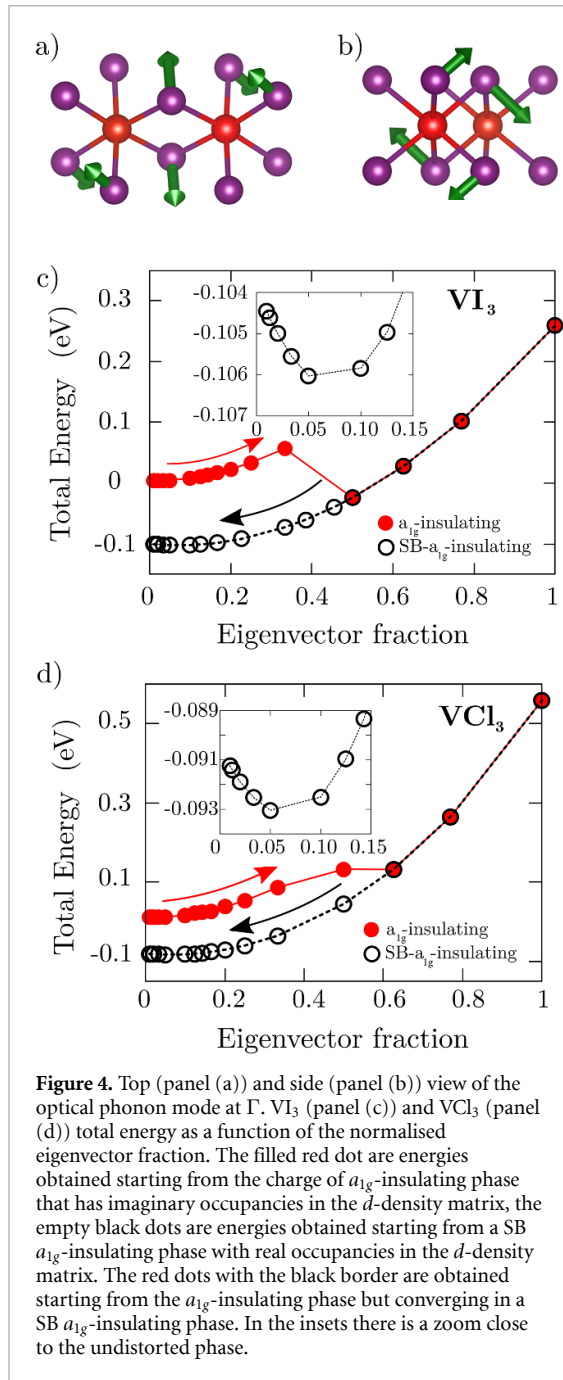 a)
b)
c)
0.3
0.2
0.1
0
-0.1
Total Energy (eV)
-0.104
-0.105
-0.106
-0.107
0
0.05
0.10
0.15
VI₃
a₁g-insulating
SB-a₁g-insulating
0
0.2
0.4
0.6
0.8
1
Eigenvector fraction
d)
0.5
0.3
0.1
-0.1
Total Energy (eV)
-0.089
-0.091
-0.093
0
0.05
0.10
0.15
VCl₃
a₁g-insulating
SB-a₁g-insulating
0
0.2
0.4
0.6
0.8
1
Eigenvector fraction
Figure 4. Top (panel (a)) and side (panel (b)) view of the
optical phonon mode at Γ. VI₃ (panel (c)) and VCl₃ (panel
(d)) total energy as a function of the normalised
eigenvector fraction. The filled red dot are energies
obtained starting from the charge of a₁g-insulating phase
that has imaginary occupancies in the d-density matrix, the
empty black dots are energies obtained starting from a SB
a₁g-insulating phase with real occupancies in the d-density
matrix. The red dots with the black border are obtained
starting from the a₁g-insulating phase but converging in a
SB a₁g-insulating phase. In the insets there is a zoom close
to the undistorted phase.